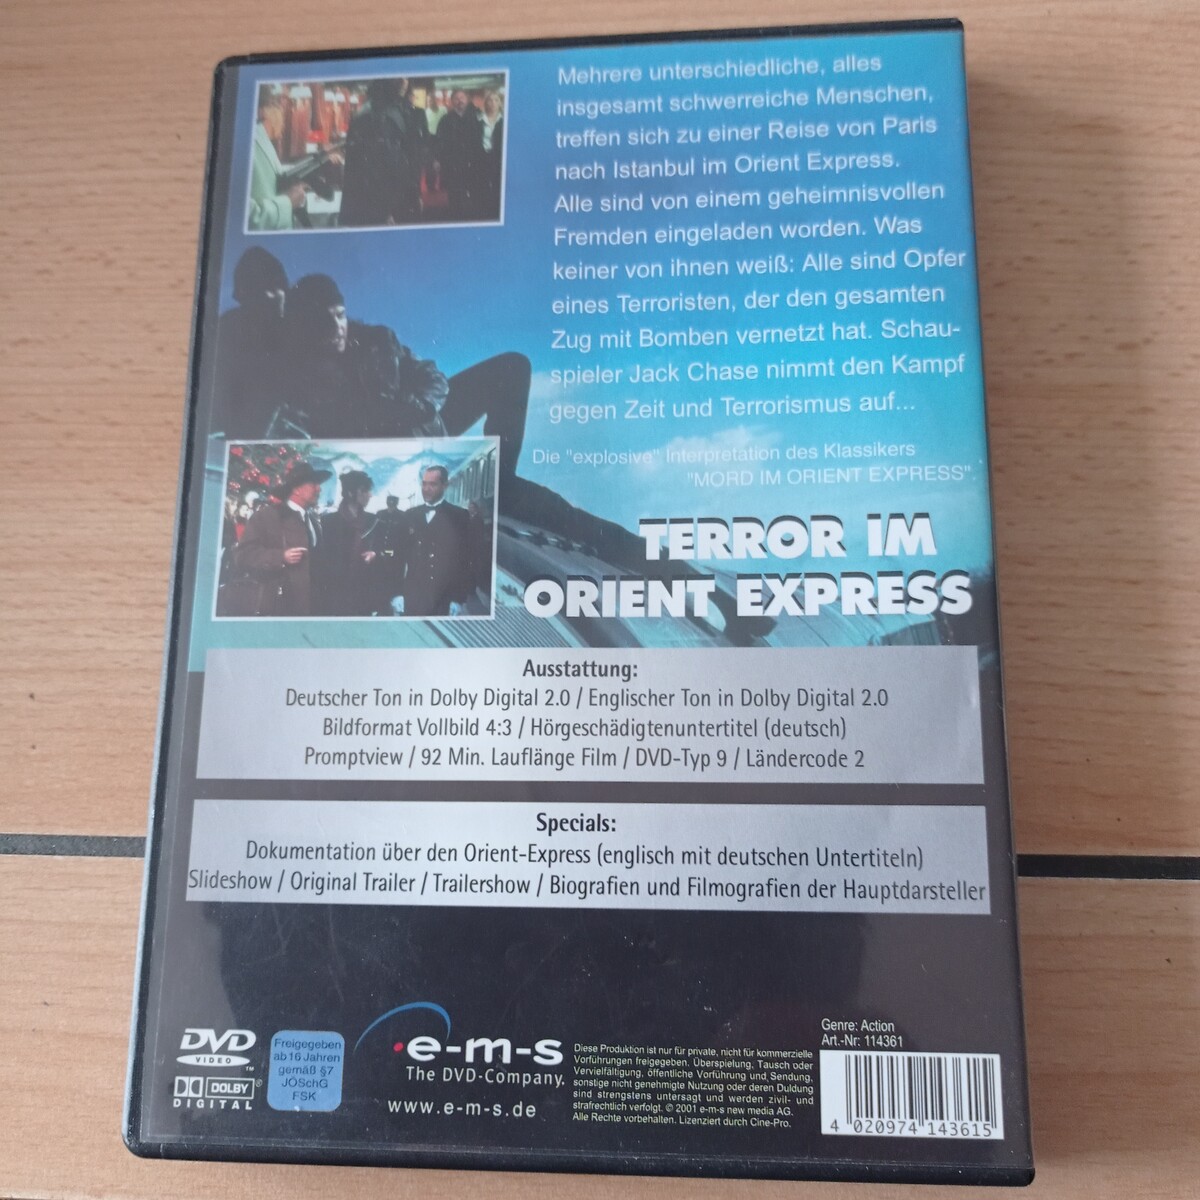 Mehrere unterschiedliche, alles
insgesamt schwerreiche Menschen,
treffen sich zu einer Reise von Paris
nach Istanbul im Orient Express.
Alle sind von einem geheimnisvollen
Fremden eingeladen worden. Was
keiner von ihnen weiß: Alle sind Opfer
eines Terroristen, der den gesamten
Zug mit Bomben vernetzt hat. Schau-
spieler Jack Chase nimmt den Kampf
gegen Zeit und Terrorismus auf...
Die "explosive" Interpretation des Klassikers
"MORD IM ORIENT EXPRESS".
TERROR IM
ORIENT EXPRESS
Ausstattung:
Deutscher Ton in Dolby Digital 2.0 / Englischer Ton in Dolby Digital 2.0
Bildformat Vollbild 4:3 / Hörgeschädigtenuntertitel (deutsch)
Promptview / 92 Min. Lauflänge Film / DVD-Typ 9 / Ländercode 2
Specials:
Dokumentation über den Orient-Express (englisch mit deutschen Untertiteln)
Slideshow / Original Trailer / Trailershow / Biografien und Filmografien der Hauptdarsteller
DVD
VIDEO
TM
DOLBY®
DIGITAL
Freigegeben
ab 16 Jahren
gemäß §7
JÖSchG
FSK
e-m-s
The DVD-Company.
www.e-m-s.de
Diese Produktion ist nur für private, nicht für kommerzielle
Vorführungen freigegeben. Überspielung, Tausch oder
Vervielfältigung, öffentliche Vorführung und Sendung,
sonstige nicht genehmigte Nutzung oder deren Duldung
sind strengstens untersagt und werden zivil- und
strafrechtlich verfolgt. © 2001 e-m-s new media AG.
Alle Rechte vorbehalten. Lizenziert durch Cine-Pro.
Genre: Action
Art.-Nr: 114361
4 020974 143615